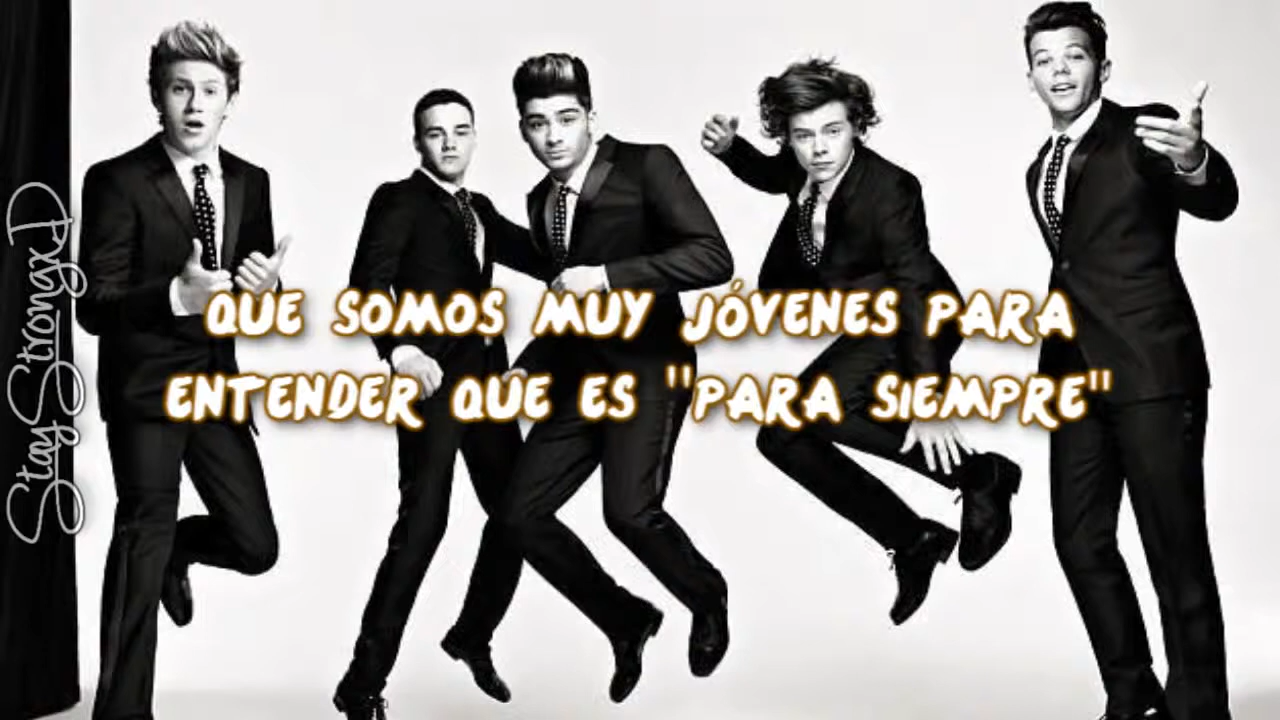 StayStrongxD
QUE SOMOS MUY JÓVENES PARA
ENTENDER QUE ES "PARA SIEMPRE"